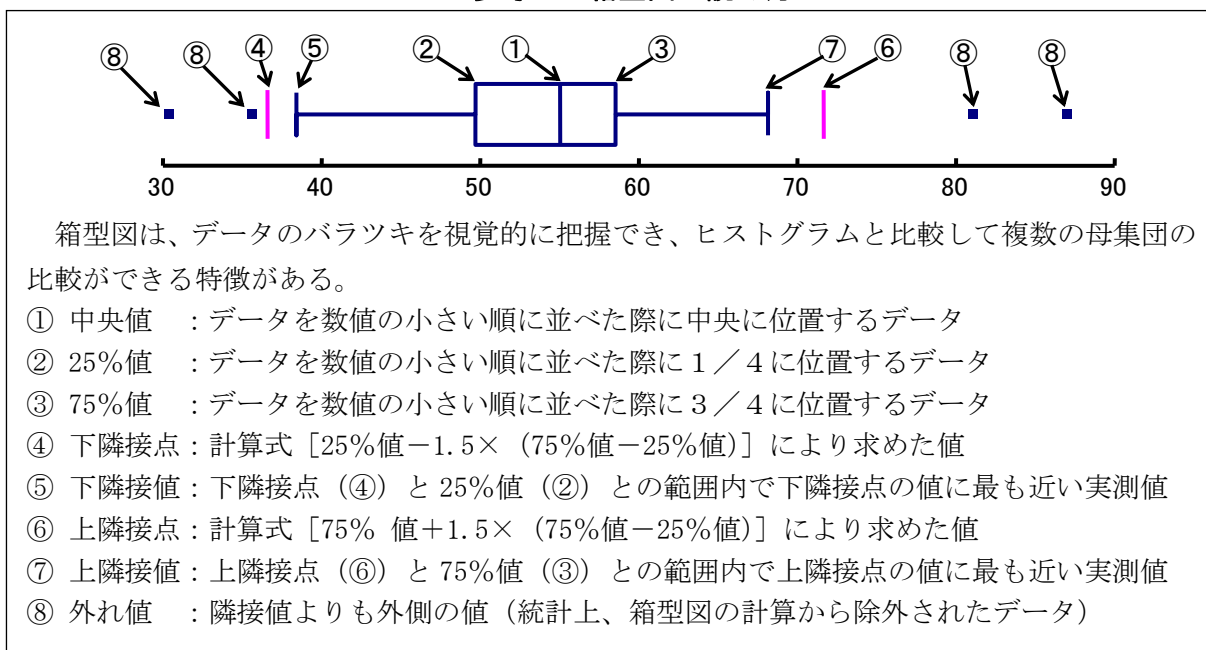 ⑧ ⑧ ④ ⑤ ② ① ③ ⑦ ⑥ ⑧ ⑧
30 40 50 60 70 80 90
箱型図は、データのバラツキを視覚的に把握でき、ヒストグラムと比較して複数の母集団の
比較ができる特徴がある。
① 中央値 :データを数値の小さい順に並べた際に中央に位置するデータ
② 25%値 :データを数値の小さい順に並べた際に1/4に位置するデータ
③ 75%値 :データを数値の小さい順に並べた際に3/4に位置するデータ
④ 下隣接点:計算式[25%値-1.5×(75%値-25%値)]により求めた値
⑤ 下隣接値:下隣接点(④)と25%値(②)との範囲内で下隣接点の値に最も近い実測値
⑥ 上隣接点:計算式[75% 値+1.5×(75%値-25%値)]により求めた値
⑦ 上隣接値:上隣接点(⑥)と75%値(③)との範囲内で上隣接点の値に最も近い実測値
⑧ 外れ値 :隣接値よりも外側の値(統計上、箱型図の計算から除外されたデータ)